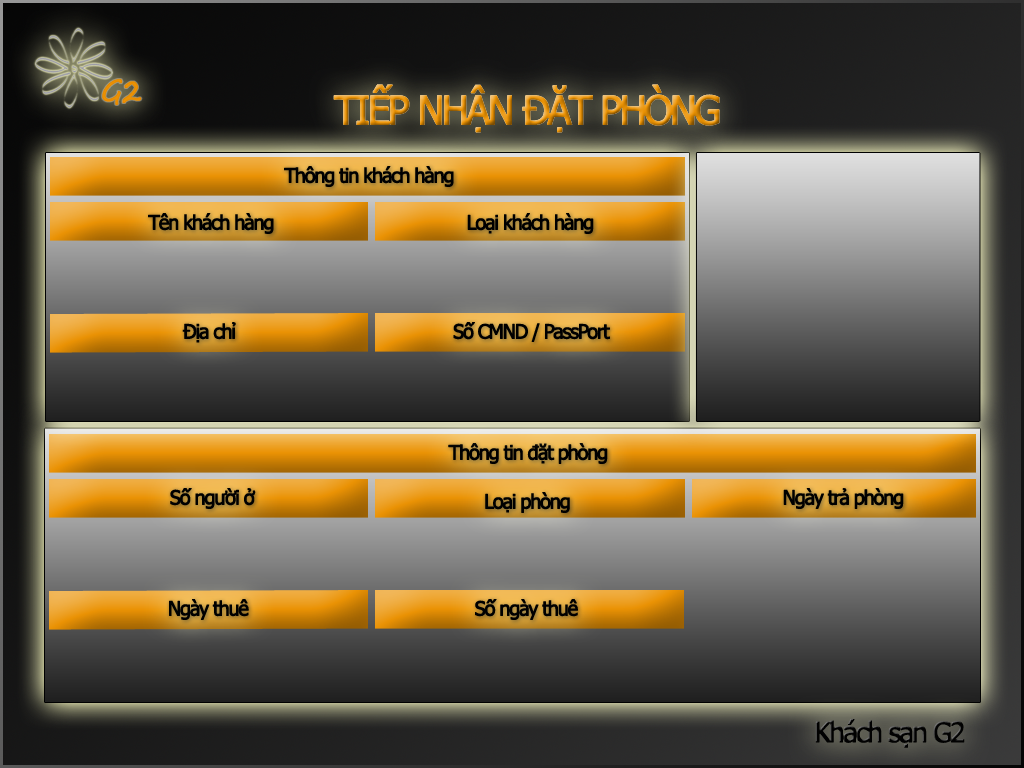 G2
TIẾP NHẬN ĐẶT PHÒNG
Thông tin khách hàng
Tên khách hàng
Loại khách hàng
Địa chỉ
Số CMND / PassPort
Thông tin đặt phòng
Số người ở
Loại phòng
Ngày trả phòng
Ngày thuê
Số ngày thuê
Khách sạn G2